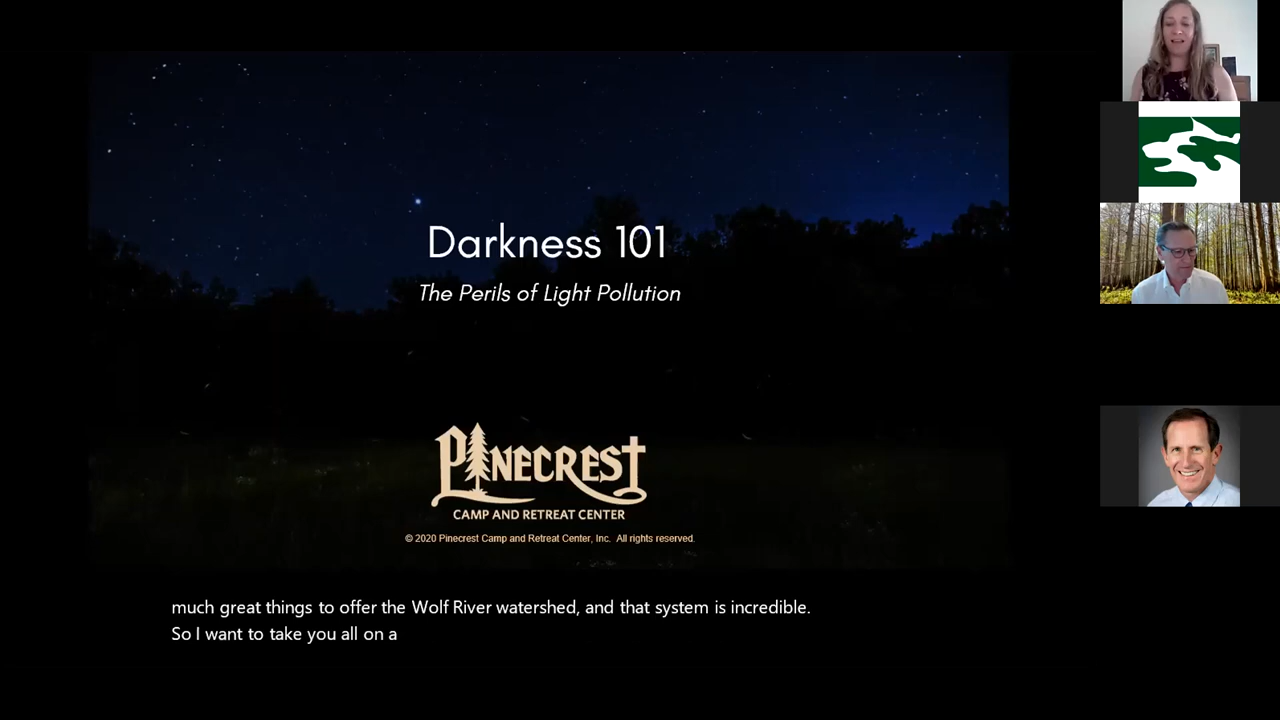 Darkness 101
The Perils of Light Pollution
PINECREST
CAMP AND RETREAT CENTER
© 2020 Pinecrest Camp and Retreat Center, Inc. All rights reserved.
much great things to offer the Wolf River watershed, and that system is incredible.
So I want to take you all on a